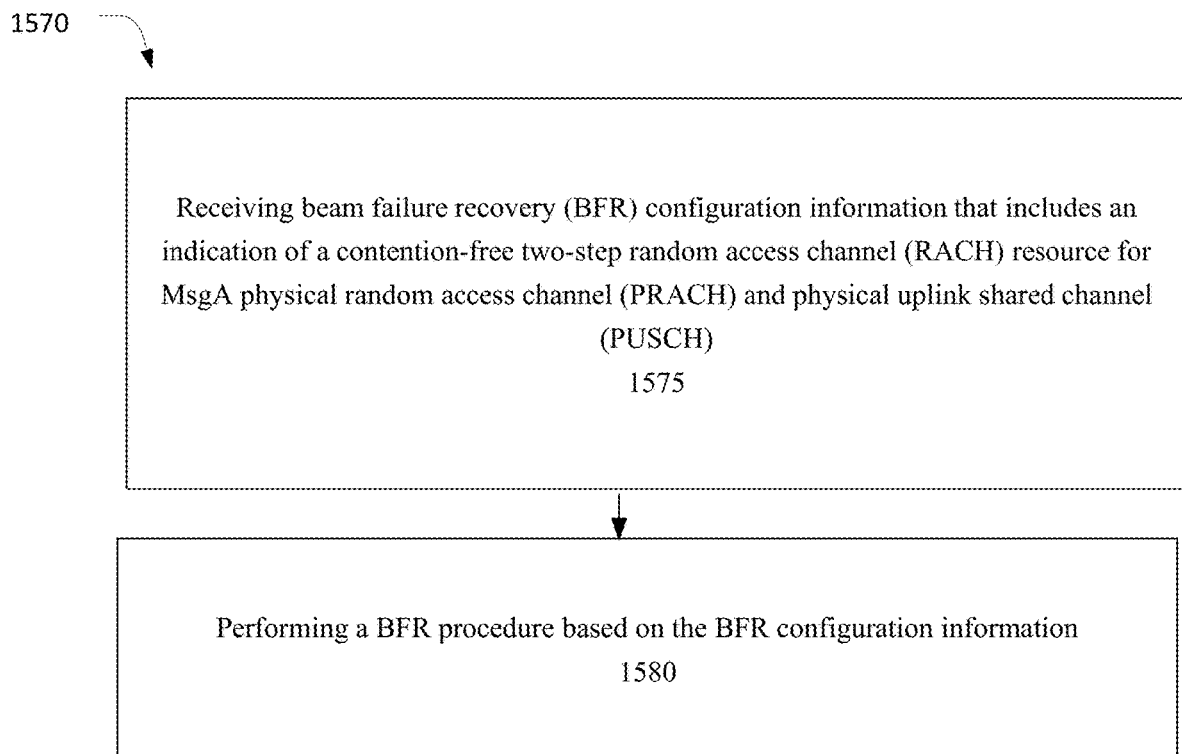 1570
Receiving beam failure recovery (BFR) configuration information that includes an
indication of a contention-free two-step random access channel (RACH) resource for
MsgA physical random access channel (PRACH) and physical uplink shared channel
(PUSCH)
1575
Performing a BFR procedure based on the BFR configuration information
1580